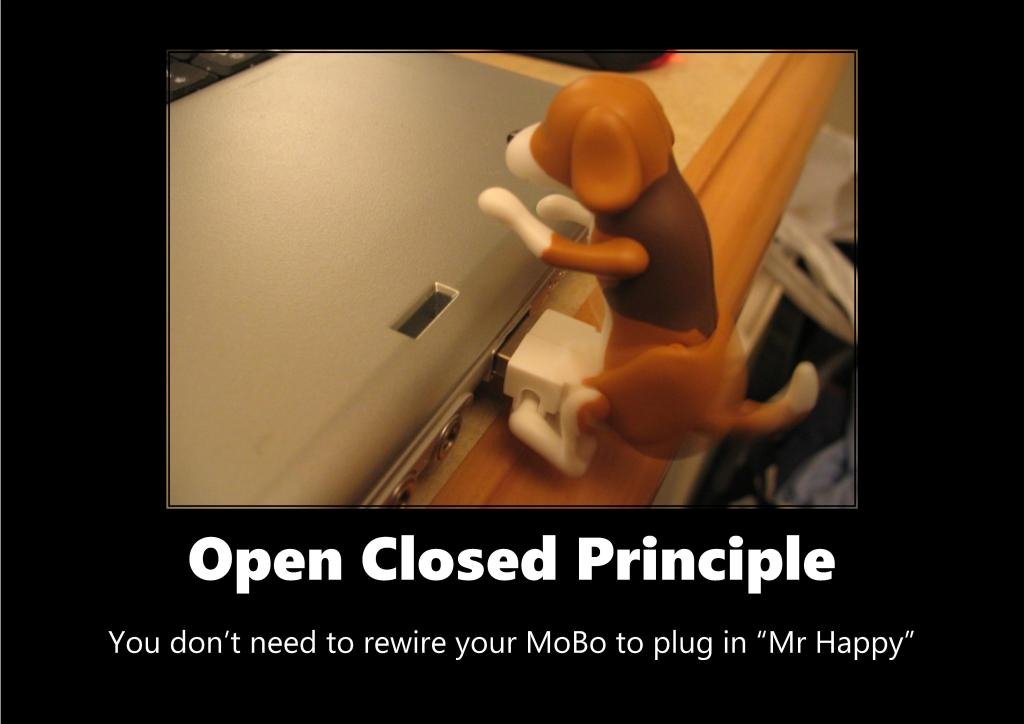 Open Closed Principle
You don’t need to rewire your MoBo to plug in “Mr Happy”